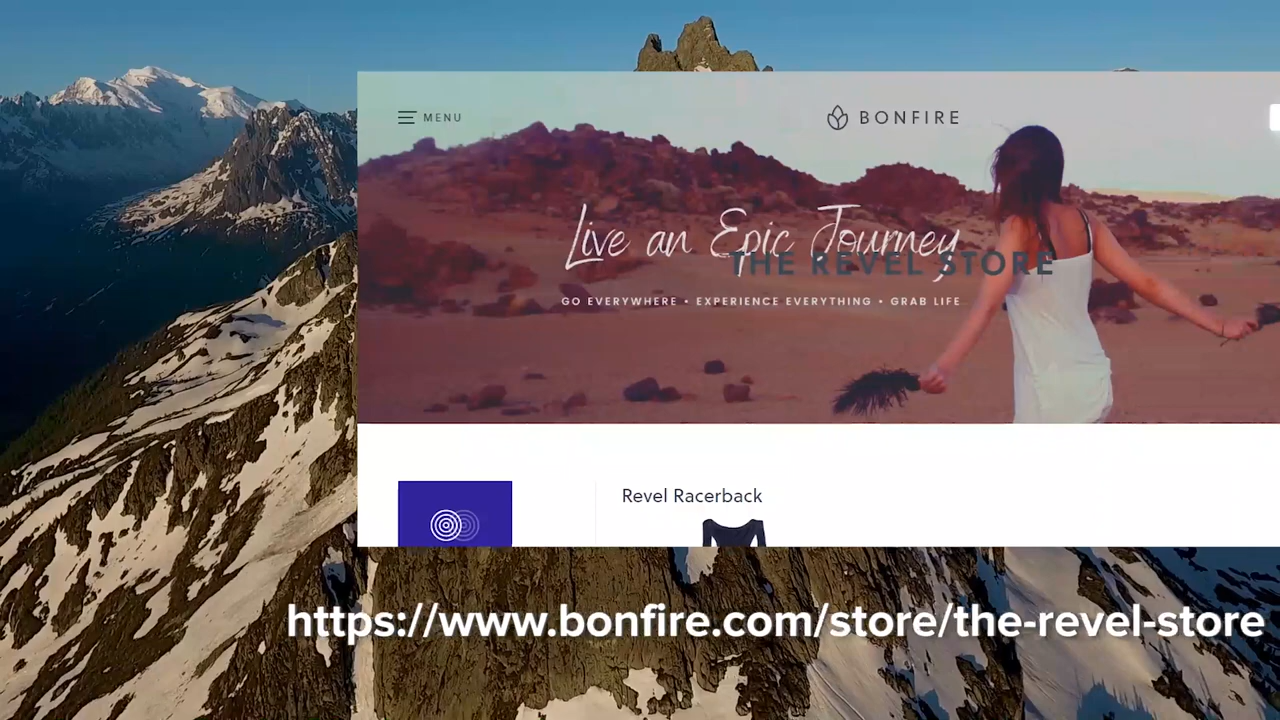 MENU
BONFIRE
Live an Epic Journey
THE REVEL STORE
GO EVERYWHERE • EXPERIENCE EVERYTHING • GRAB LIFE
Revel Racerback
https://www.bonfire.com/store/the-revel-store